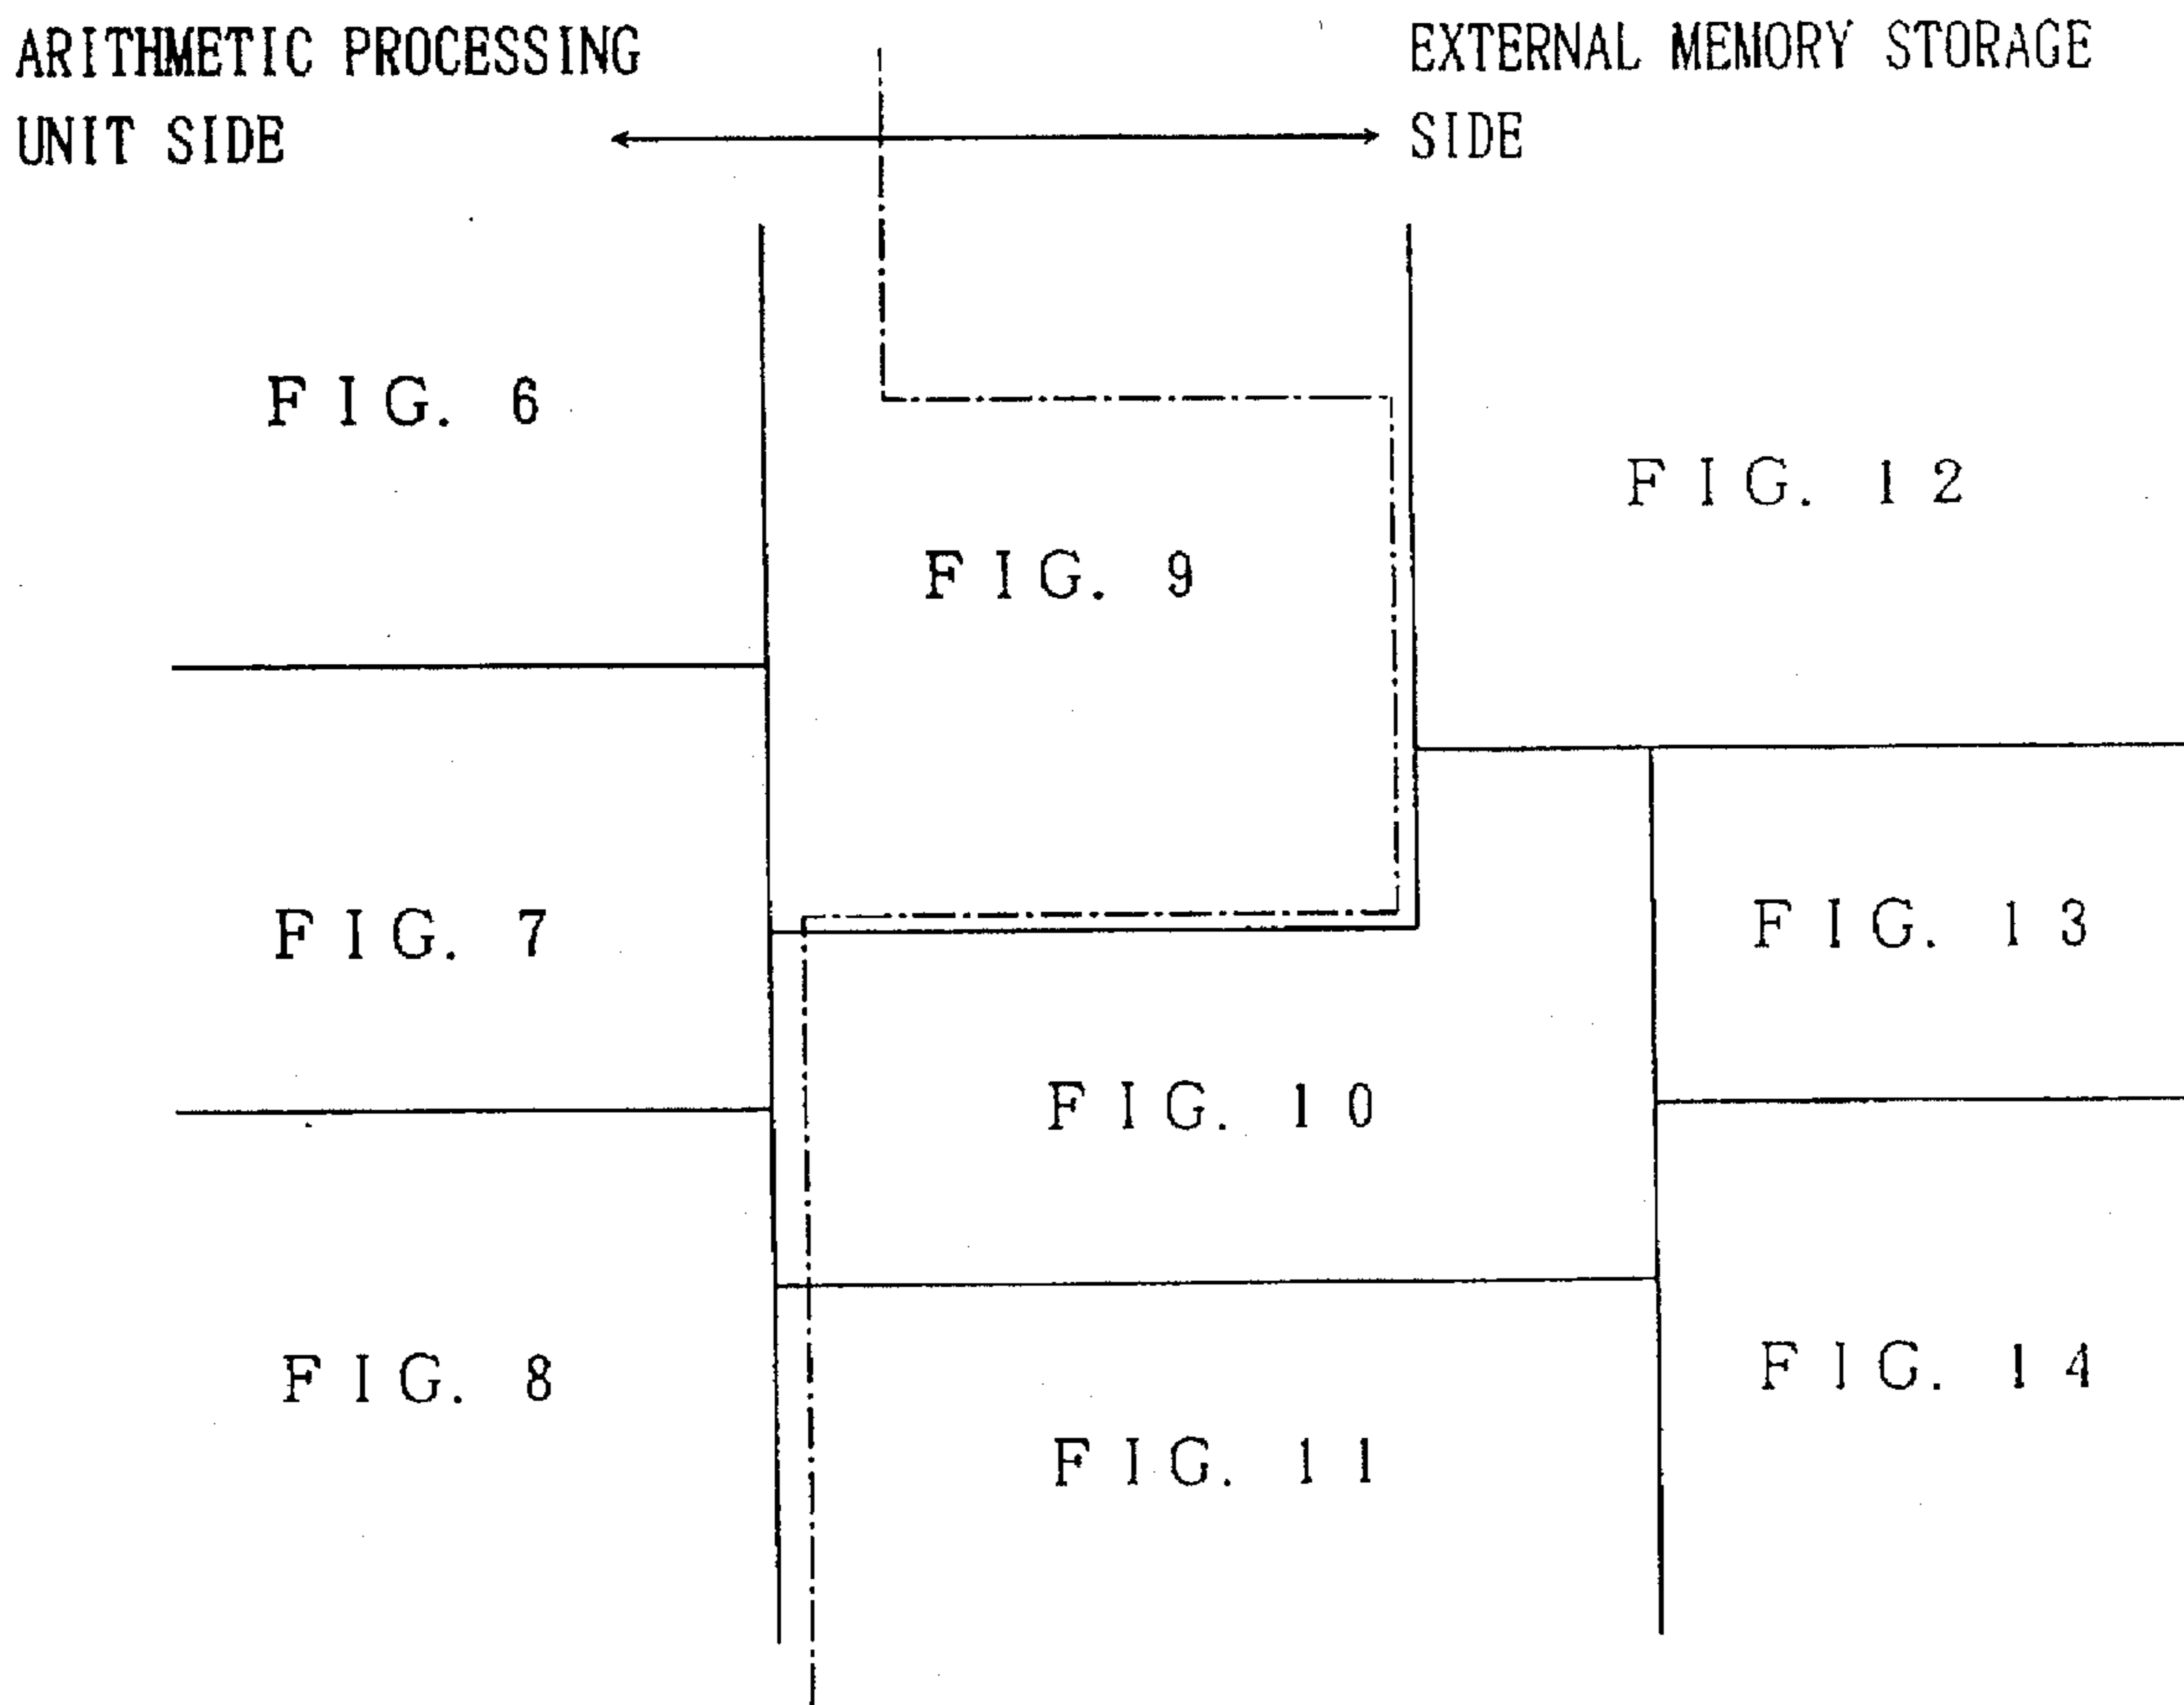 ARITHMETIC PROCESSING
UNIT SIDE
EXTERNAL MEMORY STORAGE
SIDE
FIG. 6
FIG. 12
FIG. 9
FIG. 7
FIG. 13
FIG. 10
FIG. 8
FIG. 14
FIG. 11